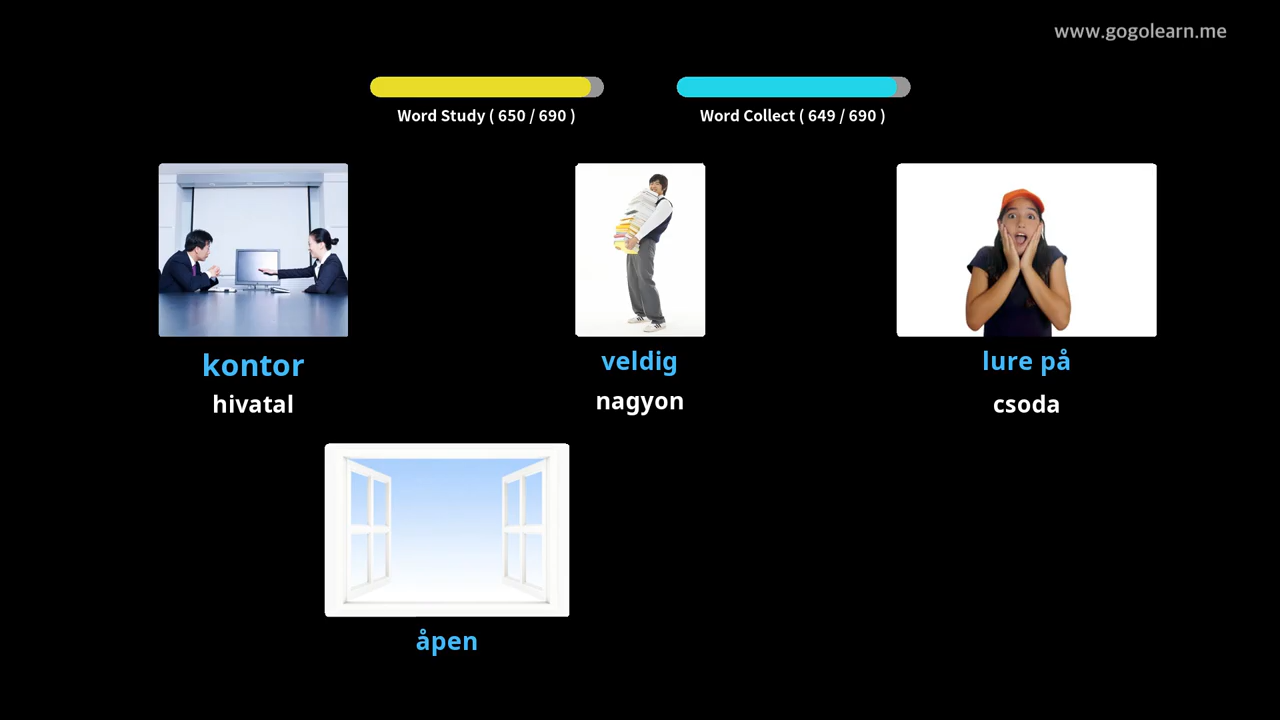 www.gogolearn.me
Word Study ( 650 / 690 )
Word Collect ( 649 / 690 )
kontor
hivatal
veldig
nagyon
lure på
csoda
åpen